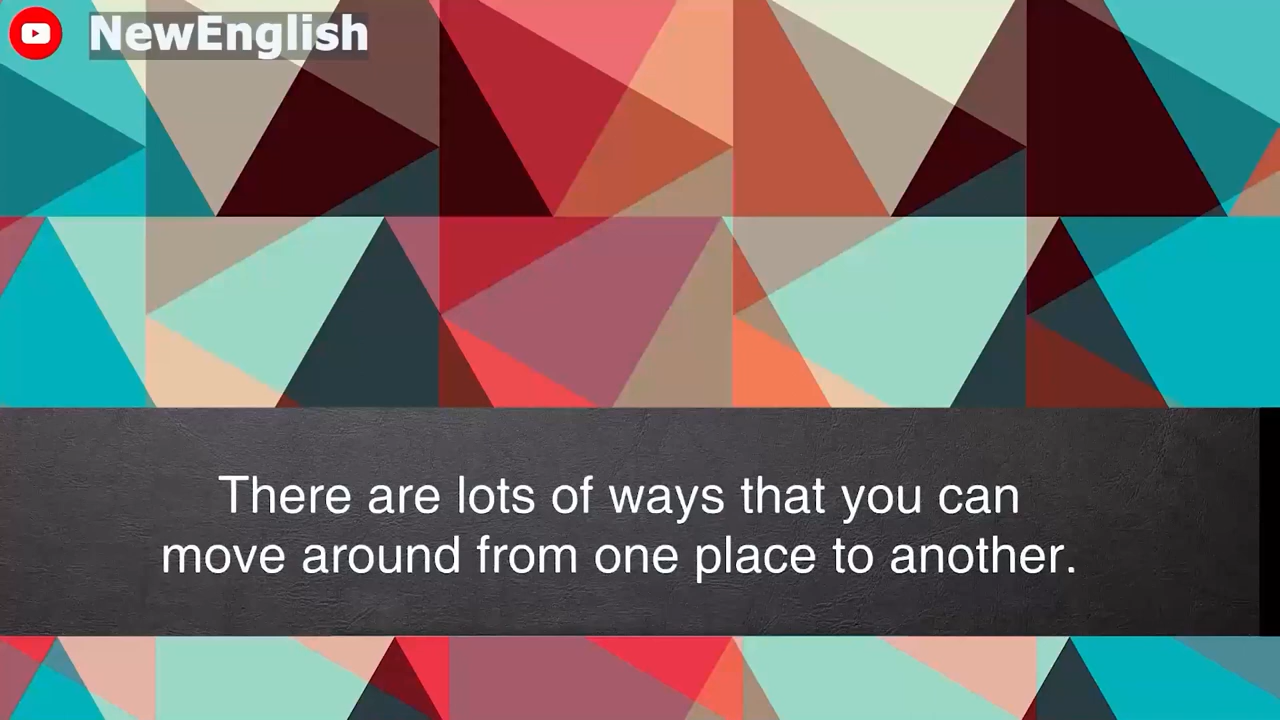 NewEnglish
There are lots of ways that you can
move around from one place to another.